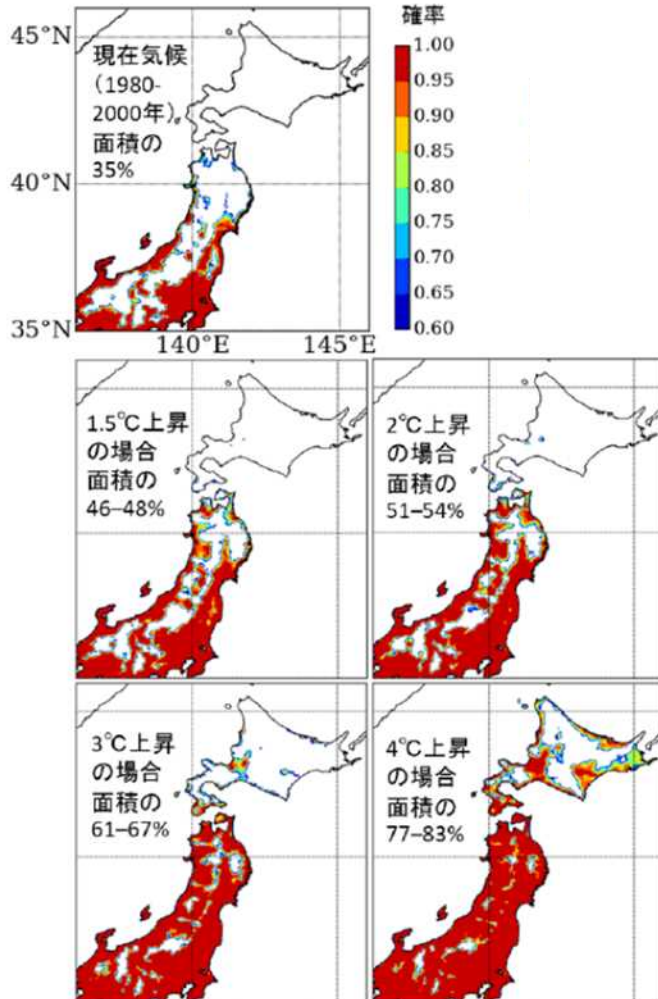 確率
45°N
現在気候
（1980-
2000年）
面積の
35%
40°N
35°N
140°E
145°E
1.00
0.95
0.90
0.85
0.80
0.75
0.70
0.65
0.60
1.5℃上昇
の場合
面積の
46–48%
2℃上昇
の場合
面積の
51–54%
3℃上昇
の場合
面積の
61–67%
4℃上昇
の場合
面積の
77–83%